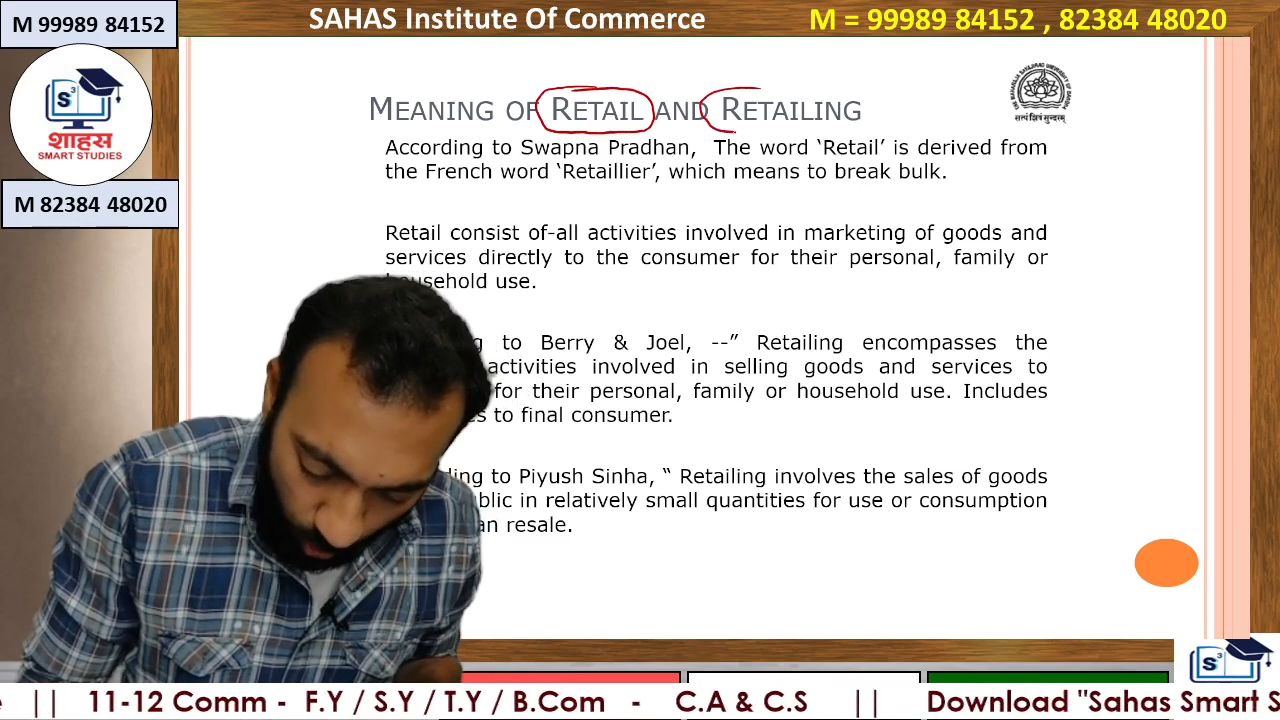 M 99989 84152
SAHAS Institute Of Commerce
M = 99989 84152 , 82384 48020
S³
शाहस
SMART STUDIES
M 82384 48020
MEANING OF RETAIL AND RETAILING
सत्यं शिवं सुन्दरम्
According to Swapna Pradhan, The word ‘Retail’ is derived from
the French word ‘Retaillier’, which means to break bulk.
Retail consist of-all activities involved in marketing of goods and
services directly to the consumer for their personal, family or
use.
to Berry & Joel, --” Retailing encompasses the
activities involved in selling goods and services to
for their personal, family or household use. Includes
to final consumer.
to Piyush Sinha, “ Retailing involves the sales of goods
in relatively small quantities for use or consumption
resale.
S³
|| 11-12 Comm - F.Y / S.Y / T.Y / B.Com - C.A & C.S || Download "Sahas Smart S